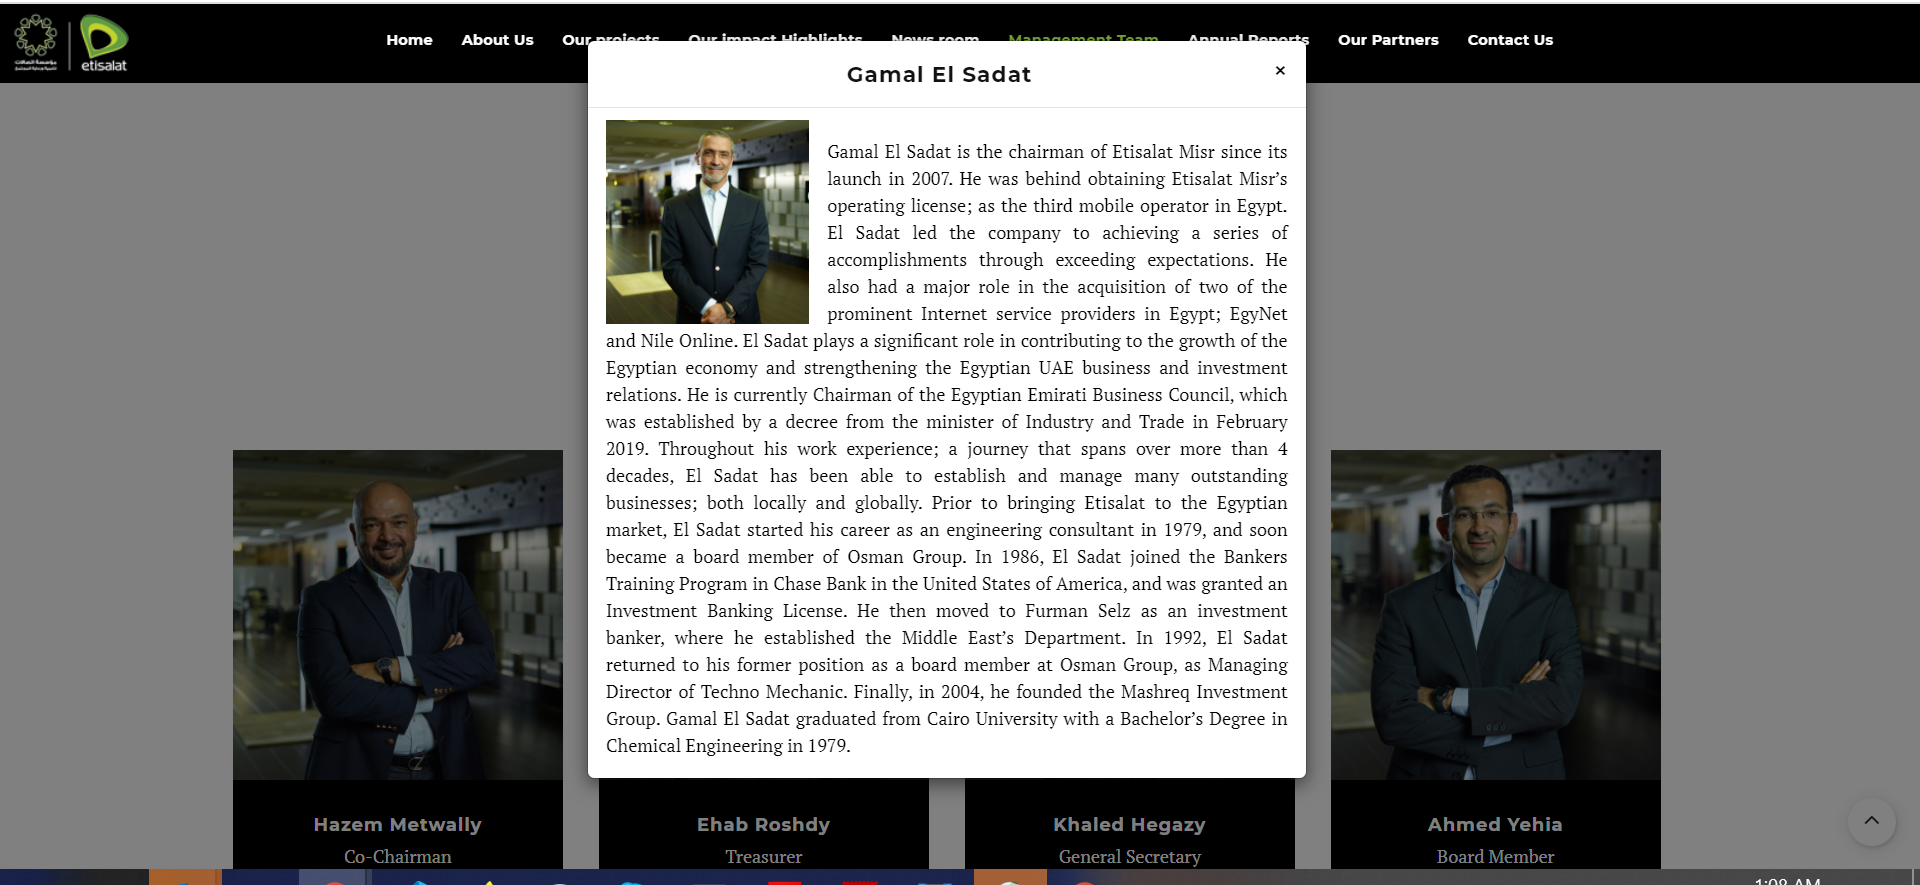 etisalat
Home About Us Our projects Our impact Highlights News room Management Team Annual Reports Our Partners Contact Us
Gamal El Sadat
×
Gamal El Sadat is the chairman of Etisalat Misr since its
launch in 2007. He was behind obtaining Etisalat Misr’s
operating license; as the third mobile operator in Egypt.
El Sadat led the company to achieving a series of
accomplishments through exceeding expectations. He
also had a major role in the acquisition of two of the
prominent Internet service providers in Egypt; EgyNet
and Nile Online. El Sadat plays a significant role in contributing to the growth of the
Egyptian economy and strengthening the Egyptian UAE business and investment
relations. He is currently Chairman of the Egyptian Emirati Business Council, which
was established by a decree from the minister of Industry and Trade in February
2019. Throughout his work experience; a journey that spans over more than 4
decades, El Sadat has been able to establish and manage many outstanding
businesses; both locally and globally. Prior to bringing Etisalat to the Egyptian
market, El Sadat started his career as an engineering consultant in 1979, and soon
became a board member of Osman Group. In 1986, El Sadat joined the Bankers
Training Program in Chase Bank in the United States of America, and was granted an
Investment Banking License. He then moved to Furman Selz as an investment
banker, where he established the Middle East’s Department. In 1992, El Sadat
returned to his former position as a board member at Osman Group, as Managing
Director of Techno Mechanic. Finally, in 2004, he founded the Mashreq Investment
Group. Gamal El Sadat graduated from Cairo University with a Bachelor’s Degree in
Chemical Engineering in 1979.
Hazem Metwally
Co-Chairman
Ehab Roshdy
Treasurer
Khaled Hegazy
General Secretary
Ahmed Yehia
Board Member
1:08 AM